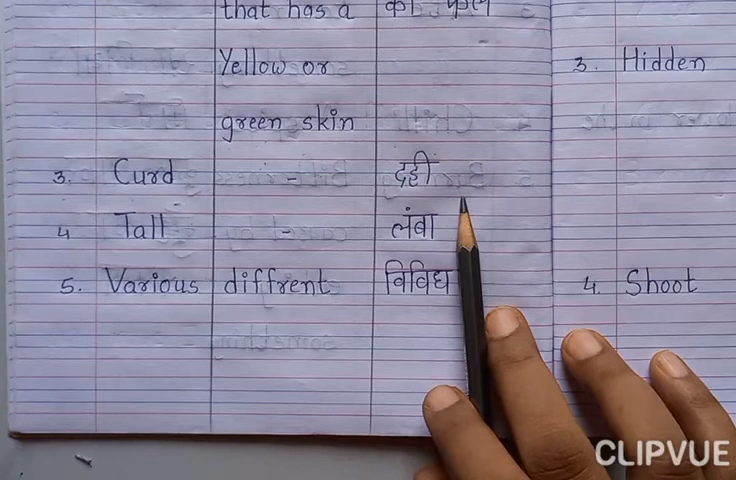 that has a का फल
Yellow or
green skin
3. Curd - दही
4 Tall - लंबा
5. Various diffrent विविध
3. Hidden
4. Shoot
CLIPVUE